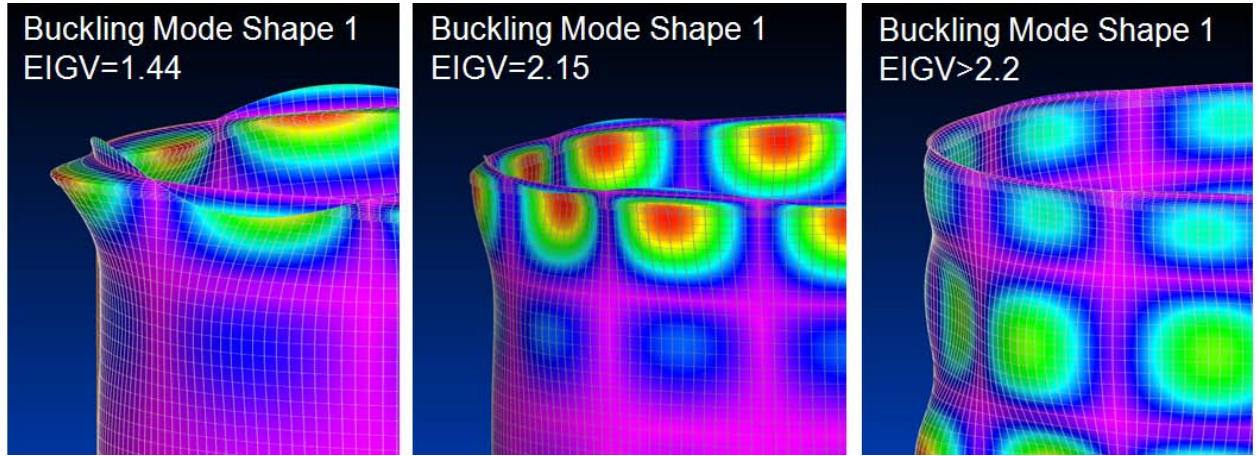 Buckling Mode Shape 1
EIGV=1.44
Buckling Mode Shape 1
EIGV=2.15
Buckling Mode Shape 1
EIGV>2.2